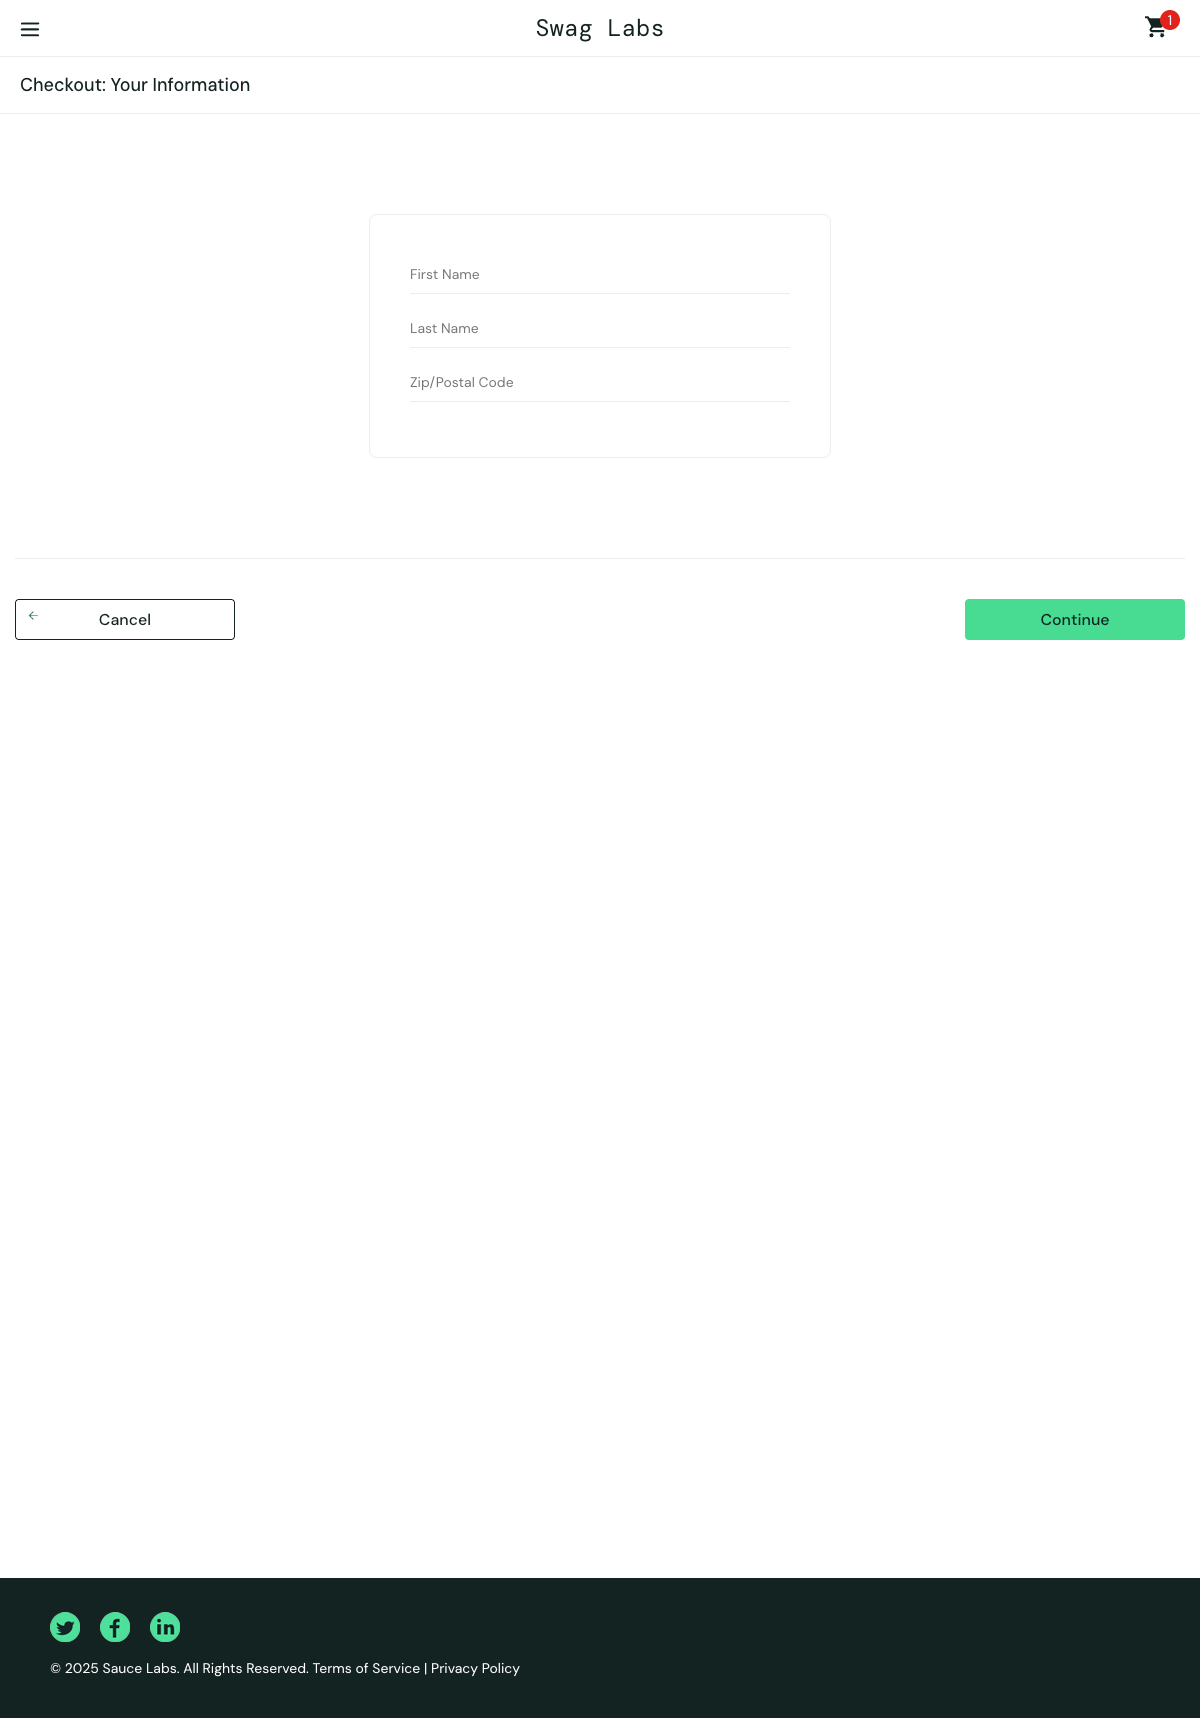 Swag Labs
1
Checkout: Your Information
First Name
Last Name
Zip/Postal Code
Cancel
Continue
© 2025 Sauce Labs. All Rights Reserved. Terms of Service | Privacy Policy